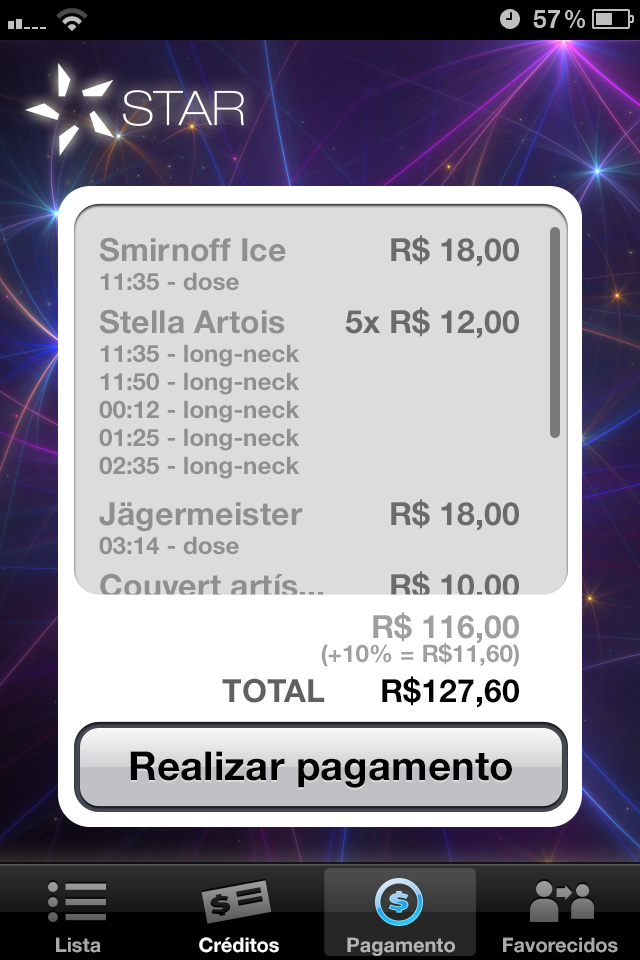 57%
STAR
Smirnoff Ice R$ 18,00
11:35 - dose
Stella Artois 5x R$ 12,00
11:35 - long-neck
11:50 - long-neck
00:12 - long-neck
01:25 - long-neck
02:35 - long-neck
Jägermeister R$ 18,00
03:14 - dose
Couvert artís... R$ 10,00
R$ 116,00
(+10% = R$11,60)
TOTAL R$127,60
Realizar pagamento
Lista Créditos Pagamento Favorecidos